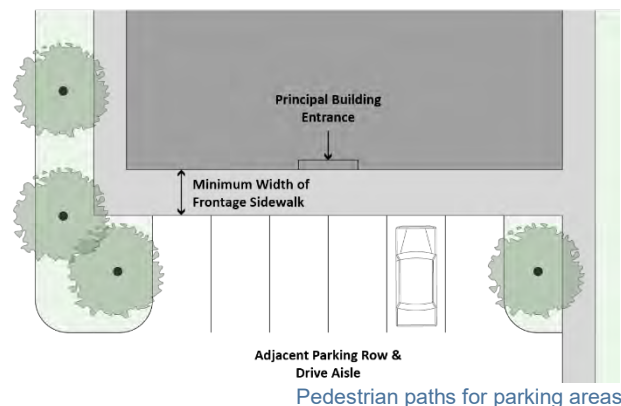 Principal Building
Entrance
Minimum Width of
Frontage Sidewalk
Adjacent Parking Row &
Drive Aisle
Pedestrian paths for parking areas